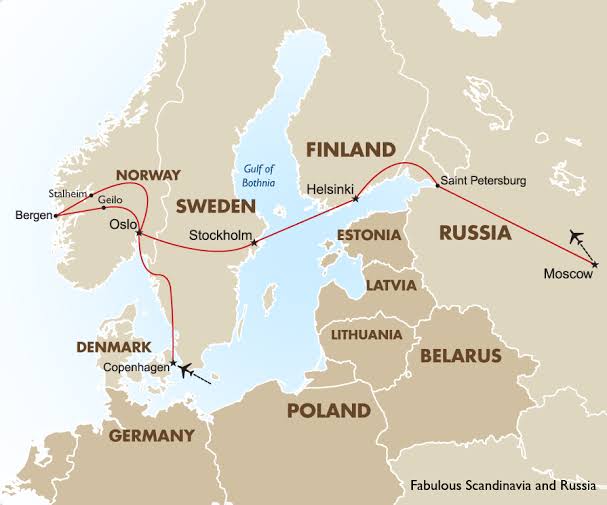 FINLAND
Gulf of
Bothnia
NORWAY
Stalheim
Geilo
Helsinki
Saint Petersburg
Bergen
Oslo
SWEDEN
Stockholm
ESTONIA
RUSSIA
Moscow
LATVIA
DENMARK
LITHUANIA
Copenhagen
BELARUS
POLAND
GERMANY
Fabulous Scandinavia and Russia